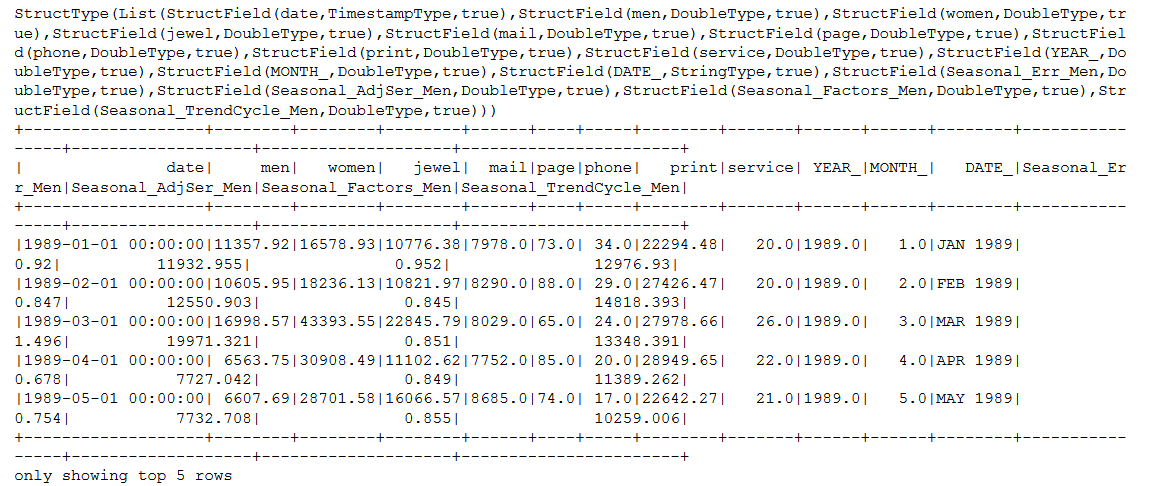 StructType(List(StructField(date,TimestampType,true),StructField(men,DoubleType,true),StructField(women,DoubleType,tr
ue),StructField(jewel,DoubleType,true),StructField(mail,DoubleType,true),StructField(page,DoubleType,true),StructFiel
d(phone,DoubleType,true),StructField(print,DoubleType,true),StructField(service,DoubleType,true),StructField(YEAR_,Do
ubleType,true),StructField(MONTH_,DoubleType,true),StructField(DATE_,StringType,true),StructField(Seasonal_Err_Men,Do
ubleType,true),StructField(Seasonal_AdjSer_Men,DoubleType,true),StructField(Seasonal_Factors_Men,DoubleType,true),Str
uctField(Seasonal_TrendCycle_Men,DoubleType,true)))
+-------------------+--------+--------+--------+------+----+-----+--------+-------+------+------+--------+-----------
-----+-------------------+--------------------+-----------------------+
|               date|     men|   women|   jewel|  mail|page|phone|   print|service| YEAR_|MONTH_|   DATE_|Seasonal_Er
r_Men|Seasonal_AdjSer_Men|Seasonal_Factors_Men|Seasonal_TrendCycle_Men|
+-------------------+--------+--------+--------+------+----+-----+--------+-------+------+------+--------+-----------
-----+-------------------+--------------------+-----------------------+
|1989-01-01 00:00:00|11357.92|16578.93|10776.38|7978.0|73.0| 34.0|22294.48|   20.0|1989.0|   1.0|JAN 1989|
0.92|          11932.955|               0.952|               12976.93|
|1989-02-01 00:00:00|10605.95|18236.13|10821.97|8290.0|88.0| 29.0|27426.47|   20.0|1989.0|   2.0|FEB 1989|
0.847|          12550.903|               0.845|              14818.393|
|1989-03-01 00:00:00|16998.57|43393.55|22845.79|8029.0|65.0| 24.0|27978.66|   26.0|1989.0|   3.0|MAR 1989|
1.496|          19971.321|               0.851|              13348.391|
|1989-04-01 00:00:00| 6563.75|30908.49|11102.62|7752.0|85.0| 20.0|28949.65|   22.0|1989.0|   4.0|APR 1989|
0.678|           7727.042|               0.849|              11389.262|
|1989-05-01 00:00:00| 6607.69|28701.58|16066.57|8685.0|74.0| 17.0|22642.27|   21.0|1989.0|   5.0|MAY 1989|
0.754|           7732.708|               0.855|              10259.006|
+-------------------+--------+--------+--------+------+----+-----+--------+-------+------+------+--------+-----------
-----+-------------------+--------------------+-----------------------+
only showing top 5 rows